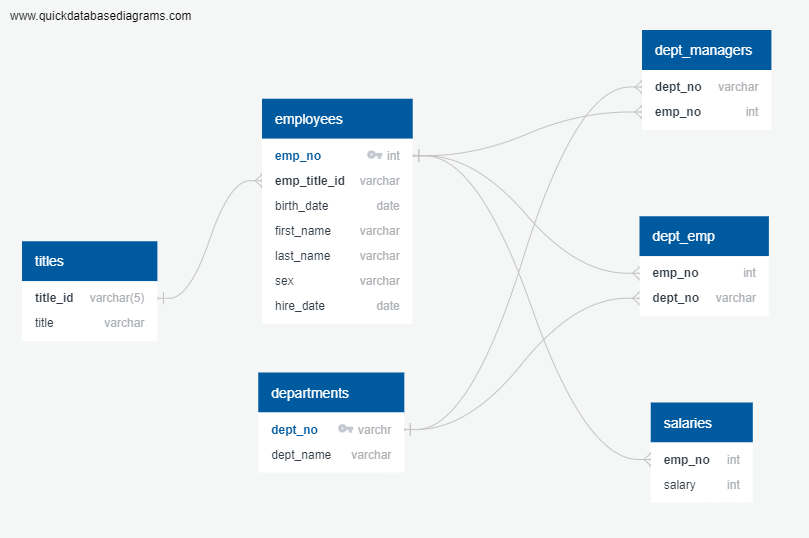 www.quickdatabasediagrams.com
titles
title_id varchar(5)
title varchar
employees
emp_no int
emp_title_id varchar
birth_date date
first_name varchar
last_name varchar
sex varchar
hire_date date
departments
dept_no varchr
dept_name varchar
dept_managers
dept_no varchar
emp_no int
dept_emp
emp_no int
dept_no varchar
salaries
emp_no int
salary int